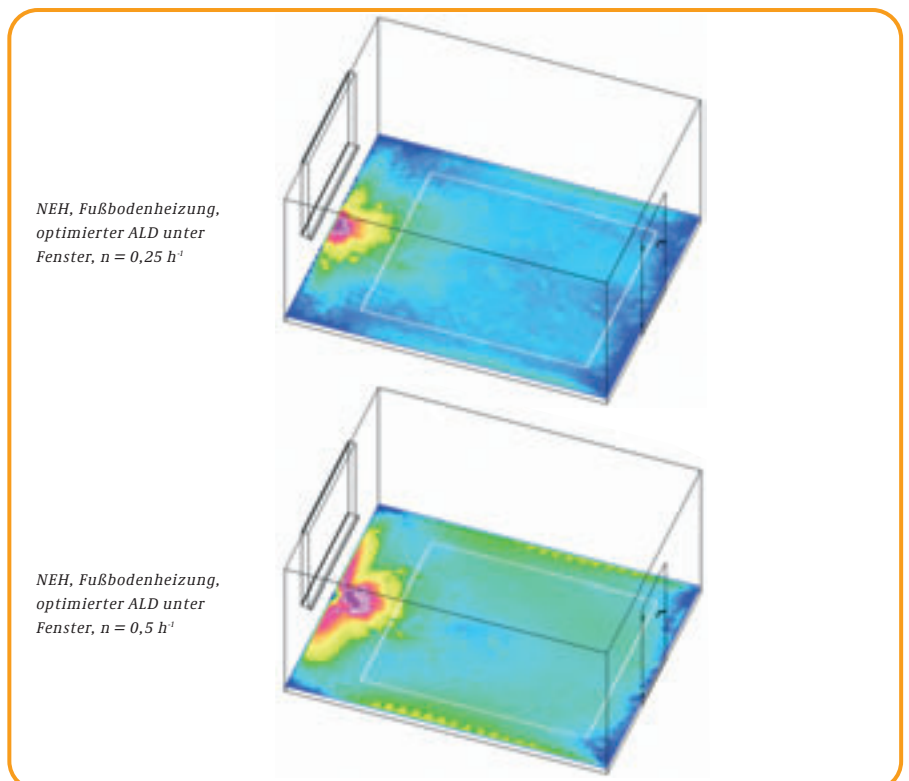 NEH, Fußbodenheizung,
optimierter ALD unter
Fenster, n = 0,25 h⁻¹
NEH, Fußbodenheizung,
optimierter ALD unter
Fenster, n = 0,5 h⁻¹